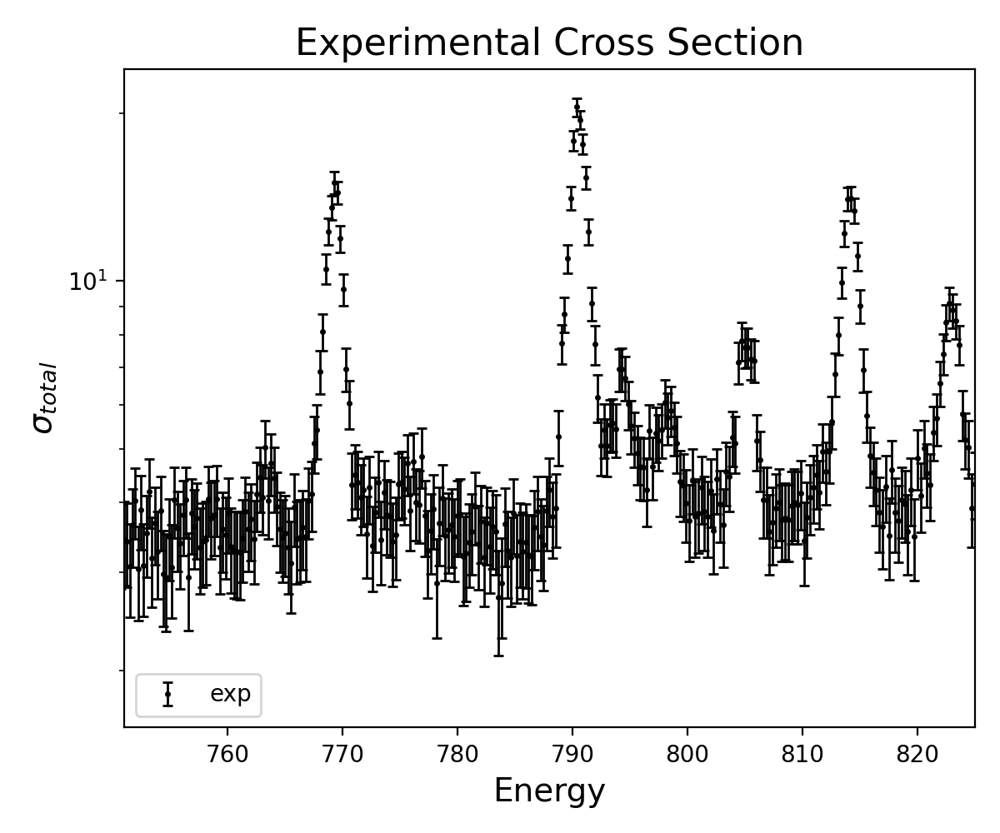 Experimental Cross Section
σ_total
10¹
exp
760 770 780 790 800 810 820
Energy